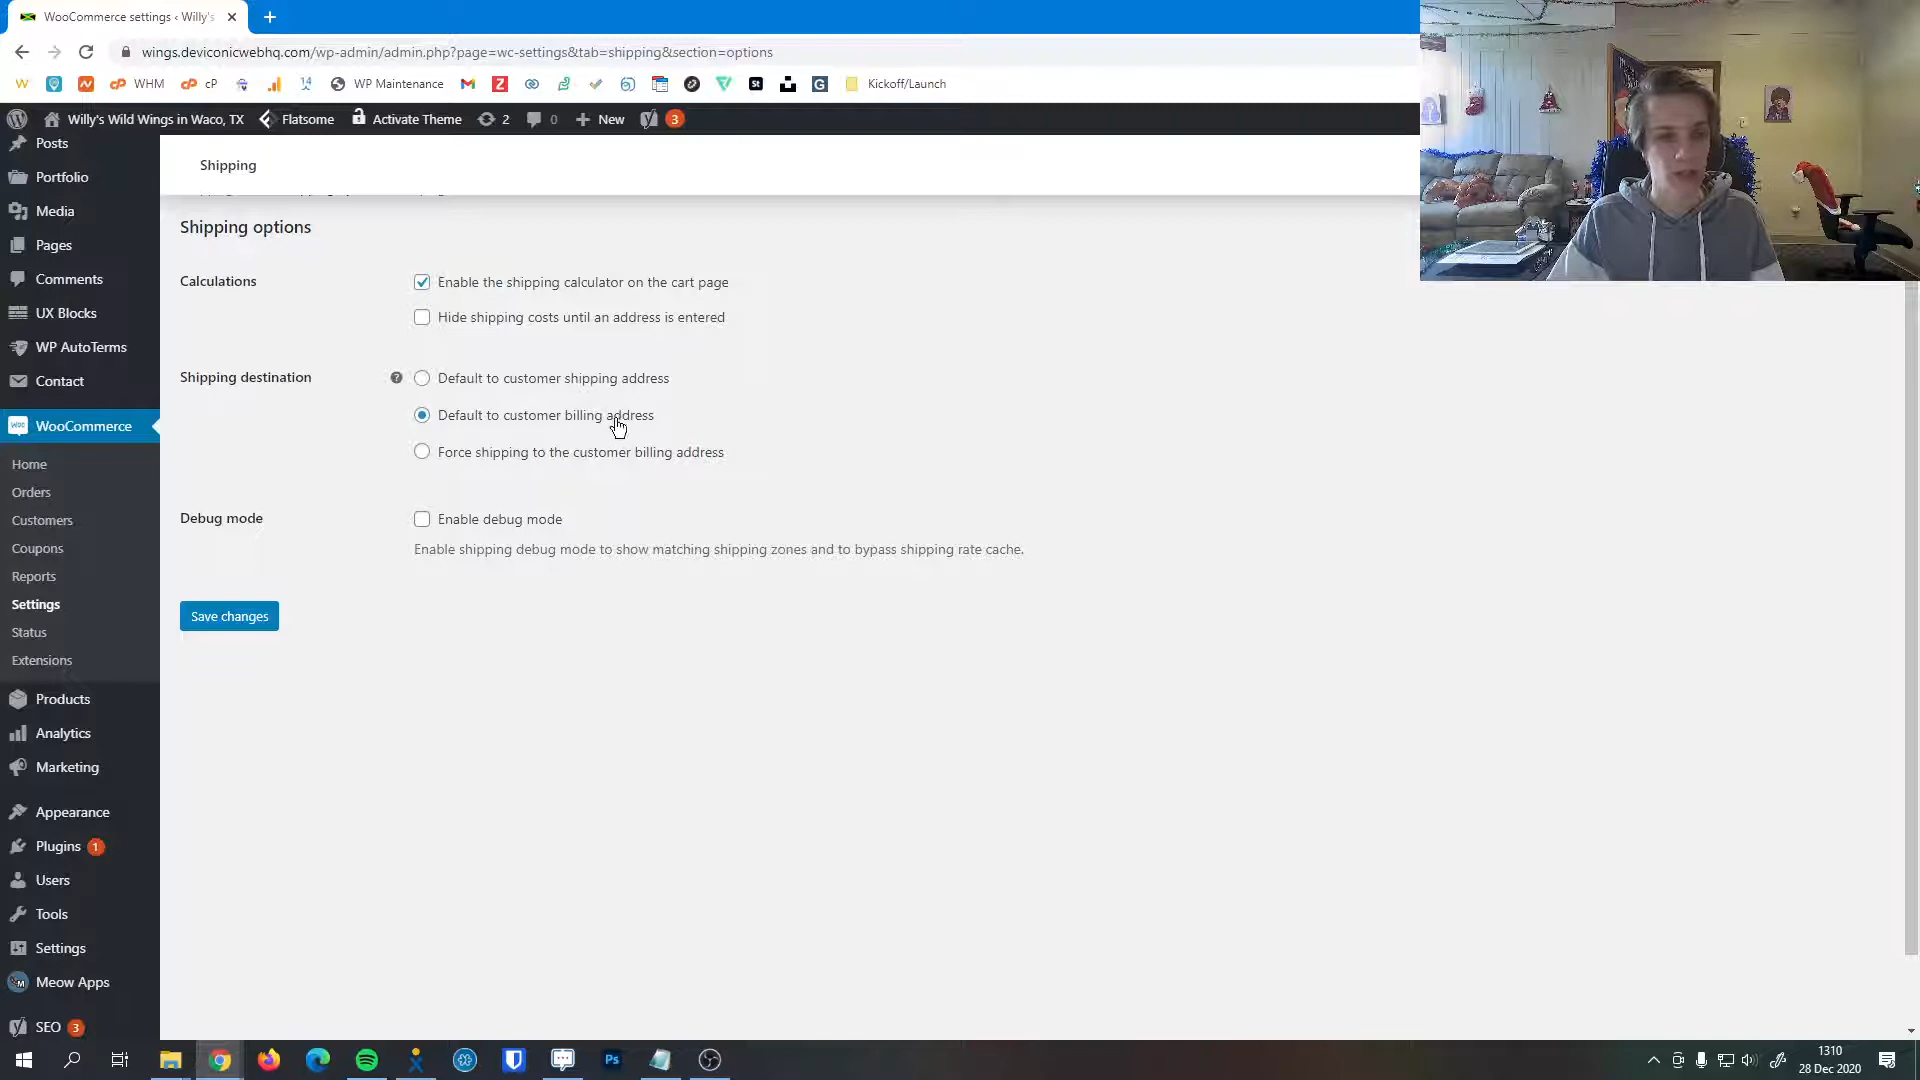 WooCommerce settings ‹ Willy's
wings.deviconicwebhq.com/wp-admin/admin.php?page=wc-settings&tab=shipping&section=options
WHM
cP
WP Maintenance
Kickoff/Launch
Willy's Wild Wings in Waco, TX
Flatsome
Activate Theme
2
0
New
3
Posts
Portfolio
Media
Pages
Comments
UX Blocks
WP AutoTerms
Contact
WooCommerce
Home
Orders
Customers
Coupons
Reports
Settings
Status
Extensions
Products
Analytics
Marketing
Appearance
Plugins 1
Users
Tools
Settings
Meow Apps
SEO 3
Shipping
Shipping options
Calculations
Enable the shipping calculator on the cart page
Hide shipping costs until an address is entered
Shipping destination
Default to customer shipping address
Default to customer billing address
Force shipping to the customer billing address
Debug mode
Enable debug mode
Enable shipping debug mode to show matching shipping zones and to bypass shipping rate cache.
Save changes
Ps
1310
28 Dec 2020